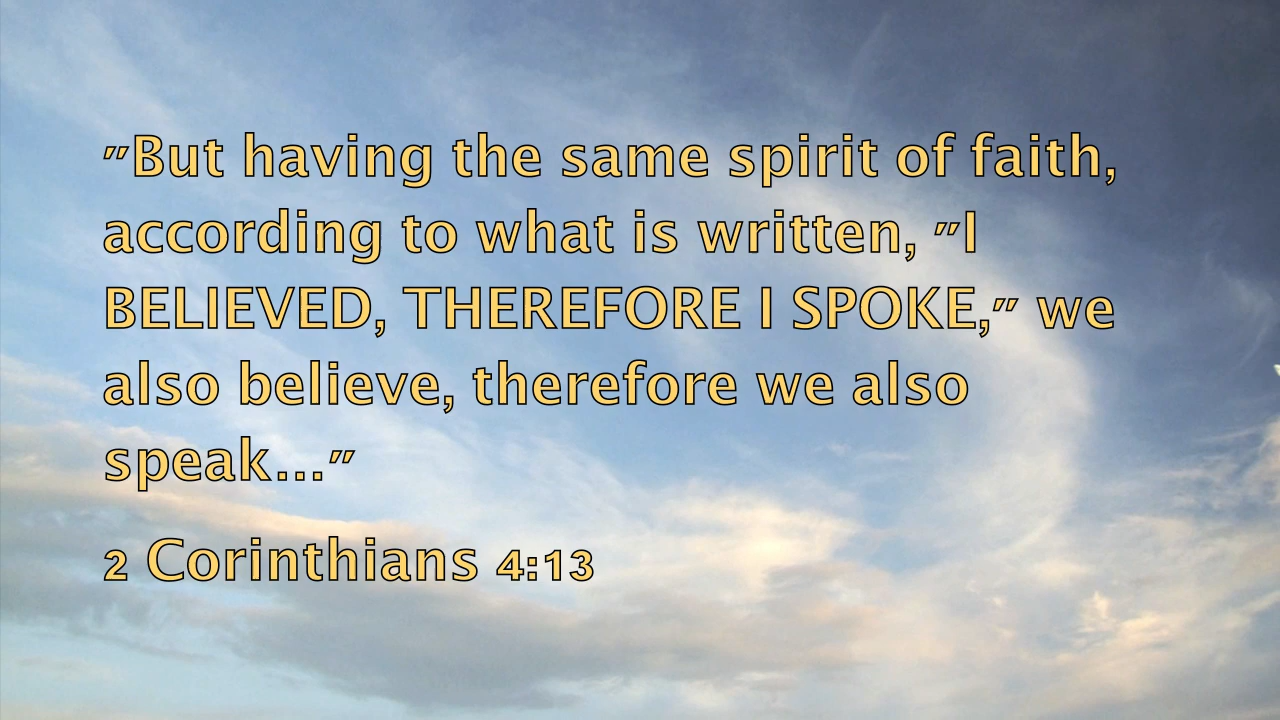 "But having the same spirit of faith,
according to what is written, "I
BELIEVED, THEREFORE I SPOKE," we
also believe, therefore we also
speak…"
2 Corinthians 4:13